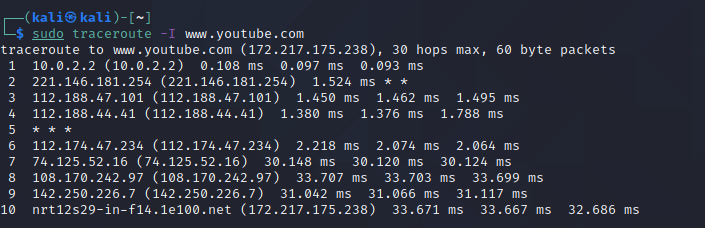 ┌──(kali㉿kali)-[~]
└─$ sudo traceroute -I www.youtube.com
traceroute to www.youtube.com (172.217.175.238), 30 hops max, 60 byte packets
 1  10.0.2.2 (10.0.2.2)  0.108 ms  0.097 ms  0.093 ms
 2  221.146.181.254 (221.146.181.254)  1.524 ms * *
 3  112.188.47.101 (112.188.47.101)  1.450 ms  1.462 ms  1.495 ms
 4  112.188.44.41 (112.188.44.41)  1.380 ms  1.376 ms  1.788 ms
 5  * * *
 6  112.174.47.234 (112.174.47.234)  2.218 ms  2.074 ms  2.064 ms
 7  74.125.52.16 (74.125.52.16)  30.148 ms  30.120 ms  30.124 ms
 8  108.170.242.97 (108.170.242.97)  33.707 ms  33.703 ms  33.699 ms
 9  142.250.226.7 (142.250.226.7)  31.042 ms  31.066 ms  31.117 ms
10  nrt12s29-in-f14.1e100.net (172.217.175.238)  33.671 ms  33.667 ms  32.686 ms